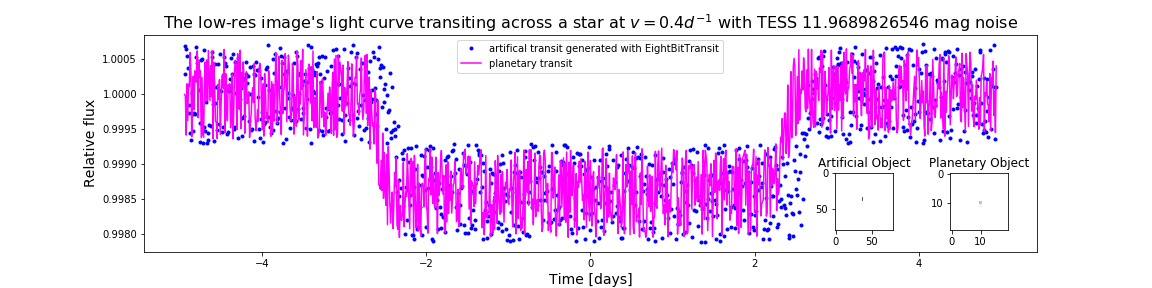 The low-res image's light curve transiting across a star at v = 0.4d⁻¹ with TESS 11.9689826546 mag noise
artifical transit generated with EightBitTransit
planetary transit
Relative flux
1.0005
1.0000
0.9995
0.9990
0.9985
0.9980
Artificial Object
0
50
0 50
Planetary Object
0
10
0 10
−4 −2 0 2 4
Time [days]